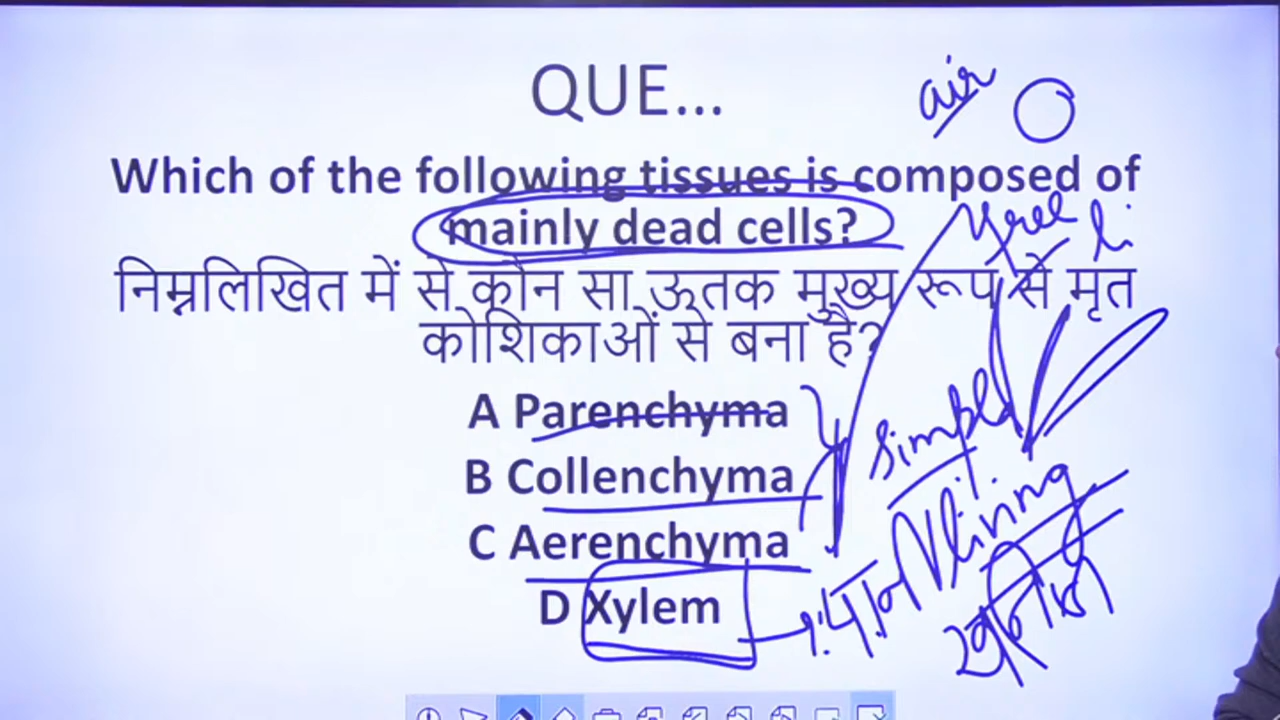 QUE...
air
Which of the following tissues is composed of
mainly dead cells?
निम्नलिखित में से कौन सा ऊतक मुख्य रूप से मृत
कोशिकाओं से बना है?
A Parenchyma
B Collenchyma
simple
living
C Aerenchyma
D Xylem